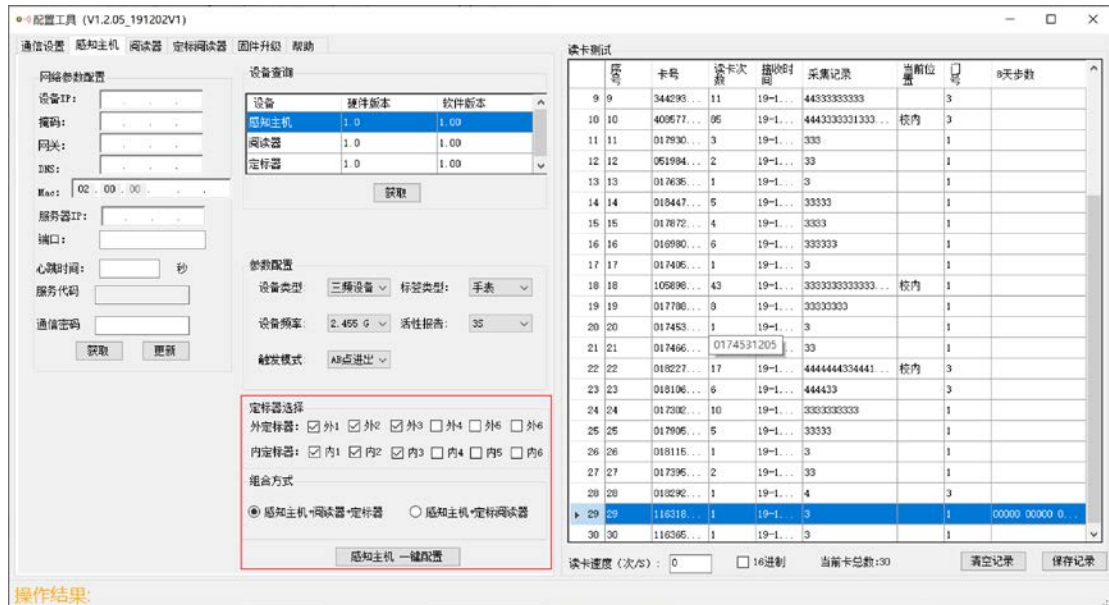 配置工具 (V1.2.05_191202V1)
通信设置 感知主机 阅读器 定标阅读器 固件升级 帮助
网络参数配置
设备IP:
掩码:
网关:
DNS:
Mac: 02 . 00 . 00 .
服务器IP:
端口:
心跳时间: 秒
服务代码
通信密码
获取 更新
设备查询
设备 硬件版本 软件版本
感知主机 1.0 1.00
阅读器 1.0 1.00
定标器 1.0 1.00
获取
参数配置
设备类型 三频设备 标签类型: 手表
设备频率: 2.455 G 活性报告: 3S
触发模式 AB点进出
定标器选择
外定标器: 外1 外2 外3 外4 外5 外6
内定标器: 内1 内2 内3 内4 内5 内6
组合方式
感知主机+阅读器+定标器 感知主机+定标阅读器
感知主机 一键配置
读卡测试
序号 卡号 读卡次数 接收时间 采集记录 当前位置 门号 8天步数
9 9 344293... 11 19-1... 44333333333 3
10 10 408577... 85 19-1... 4443333331333... 校内 3
11 11 017930... 3 19-1... 333 1
12 12 051984... 2 19-1... 33 1
13 13 017635... 1 19-1... 3 1
14 14 018447... 5 19-1... 33333 1
15 15 017872... 4 19-1... 3333 1
16 16 016980... 6 19-1... 333333 1
17 17 017405... 1 19-1... 3 1
18 18 105898... 43 19-1... 3333333333333... 校内 1
19 19 017788... 8 19-1... 33333333 1
20 20 017453... 1 19-1... 3 1
0174531205
21 21 017466... 33 1
22 22 018227... 17 19-1... 4444444334441... 校内 3
23 23 018106... 6 19-1... 444433 3
24 24 017302... 10 19-1... 3333333333 1
25 25 017905... 5 19-1... 33333 1
26 26 018115... 1 19-1... 3 1
27 27 017395... 2 19-1... 33 1
28 28 018292... 1 19-1... 4 3
29 29 116318... 1 19-1... 3 1 00000 00000 0...
30 30 116365... 1 19-1... 3 1
读卡速度 (次/S) : 0 16进制 当前卡总数:30 清空记录 保存记录
操作结果: